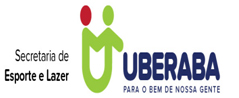 Secretaria de
Esporte e Lazer
UBERABA
PARA O BEM DE NOSSA GENTE